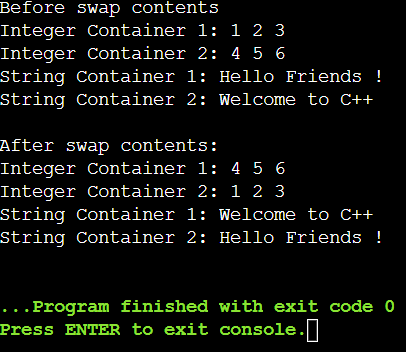 Before swap contents
Integer Container 1: 1 2 3
Integer Container 2: 4 5 6
String Container 1: Hello Friends !
String Container 2: Welcome to C++
After swap contents:
Integer Container 1: 4 5 6
Integer Container 2: 1 2 3
String Container 1: Welcome to C++
String Container 2: Hello Friends !
...Program finished with exit code 0
Press ENTER to exit console.